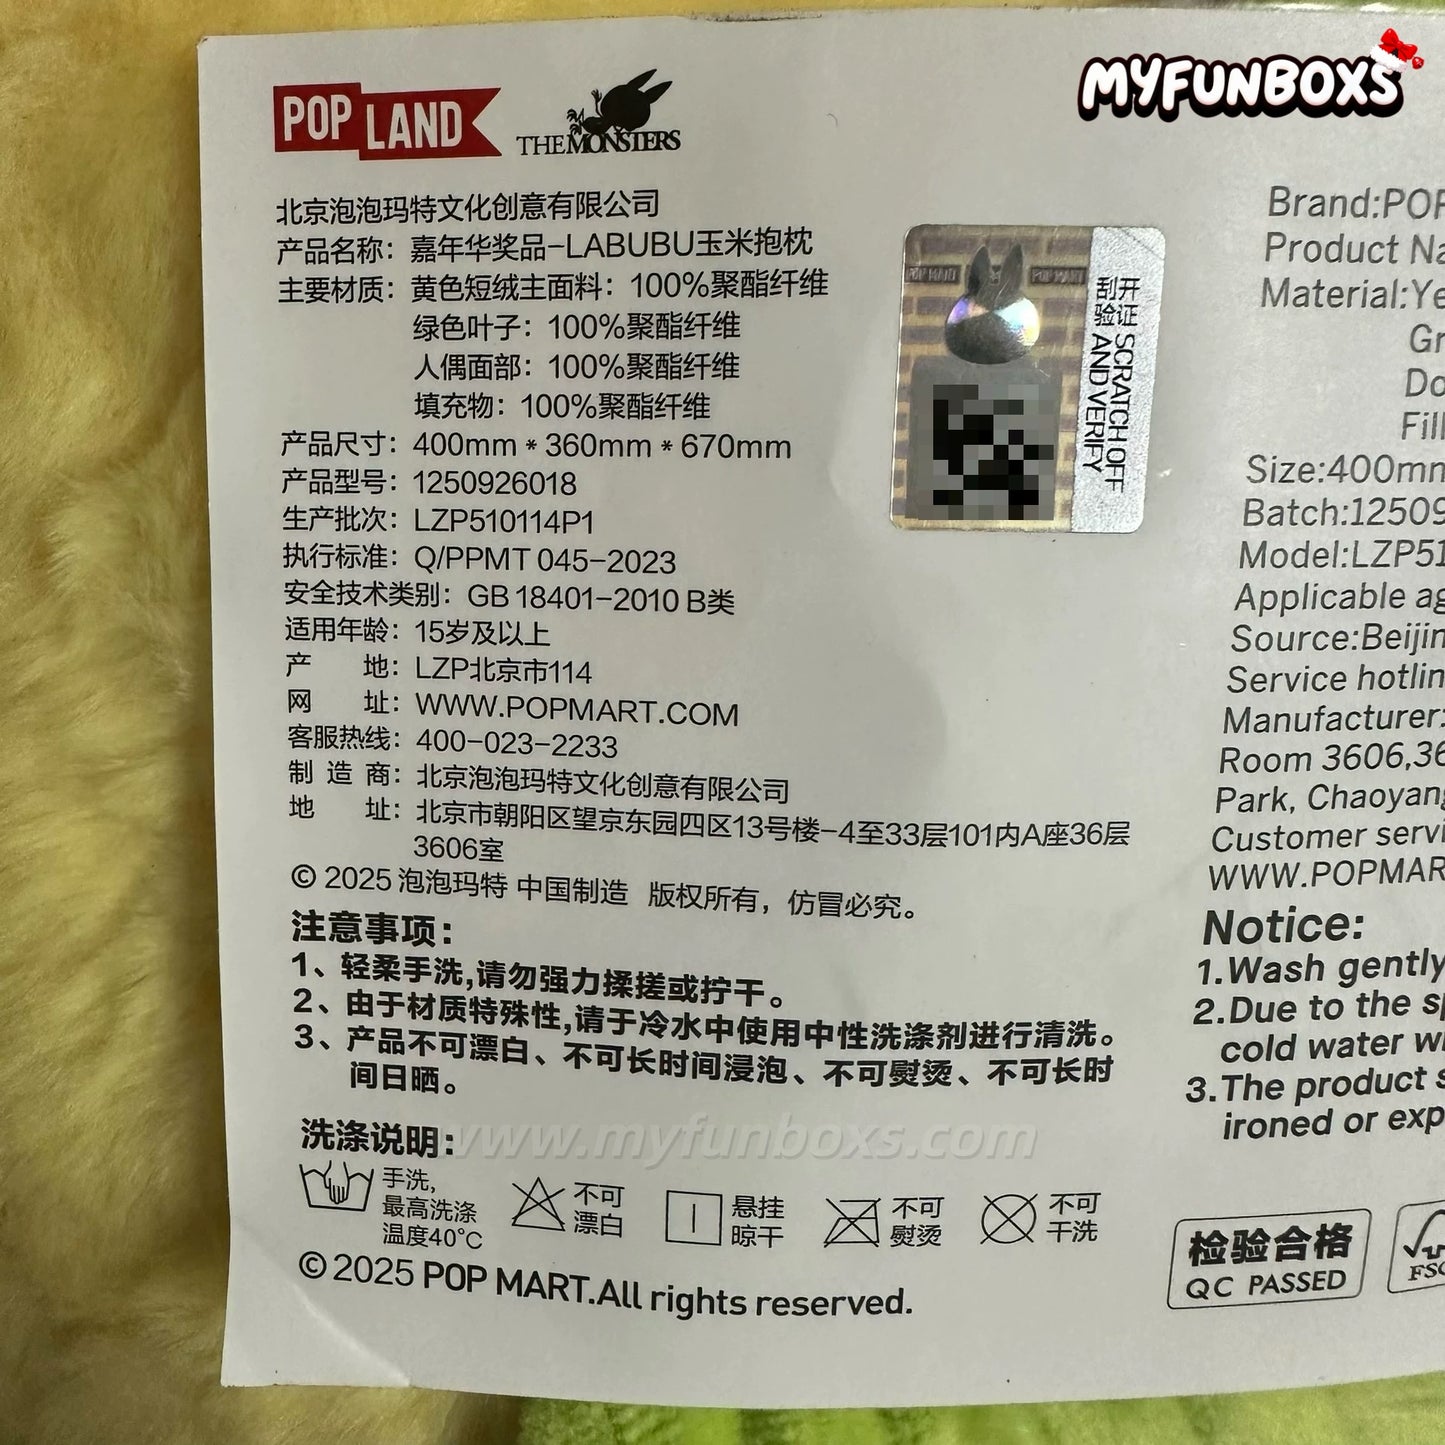 MYFUNBOXS
POP LAND
THE MONSTERS
北京泡泡玛特文化创意有限公司
产品名称：嘉年华奖品-LABUBU玉米抱枕
主要材质：黄色短绒主面料：100%聚酯纤维
绿色叶子：100%聚酯纤维
人偶面部：100%聚酯纤维
填充物：100%聚酯纤维
产品尺寸：400mm * 360mm * 670mm
产品型号：1250926018
生产批次：LZP510114P1
执行标准：Q/PPMT 045-2023
安全技术类别：GB 18401-2010 B类
适用年龄：15岁及以上
产 地：LZP北京市114
网 址：WWW.POPMART.COM
客服热线：400-023-2233
制 造 商：北京泡泡玛特文化创意有限公司
地 址：北京市朝阳区望京东园四区13号楼-4至33层101内A座36层
3606室
© 2025 泡泡玛特 中国制造 版权所有，仿冒必究。
注意事项：
1、轻柔手洗,请勿强力揉搓或拧干。
2、由于材质特殊性,请于冷水中使用中性洗涤剂进行清洗。
3、产品不可漂白、不可长时间浸泡、不可熨烫、不可长时
间日晒。
洗涤说明：
www.myfunboxs.com
手洗,
最高洗涤
温度40℃
不可
漂白
悬挂
晾干
不可
熨烫
不可
干洗
© 2025 POP MART.All rights reserved.
POP MART POP MART
刮开
验证 SCRATCH OFF
AND VERIFY
Brand:POP
Product Na
Material:Ye
Gr
Do
Fill
Size:400mm
Batch:12509
Model:LZP51
Applicable ag
Source:Beijin
Service hotlin
Manufacturer:
Room 3606,36
Park, Chaoyang
Customer servi
WWW.POPMAR
Notice:
1.Wash gently
2.Due to the sp
cold water wi
3.The product s
ironed or exp
检验合格
QC PASSED
FSC